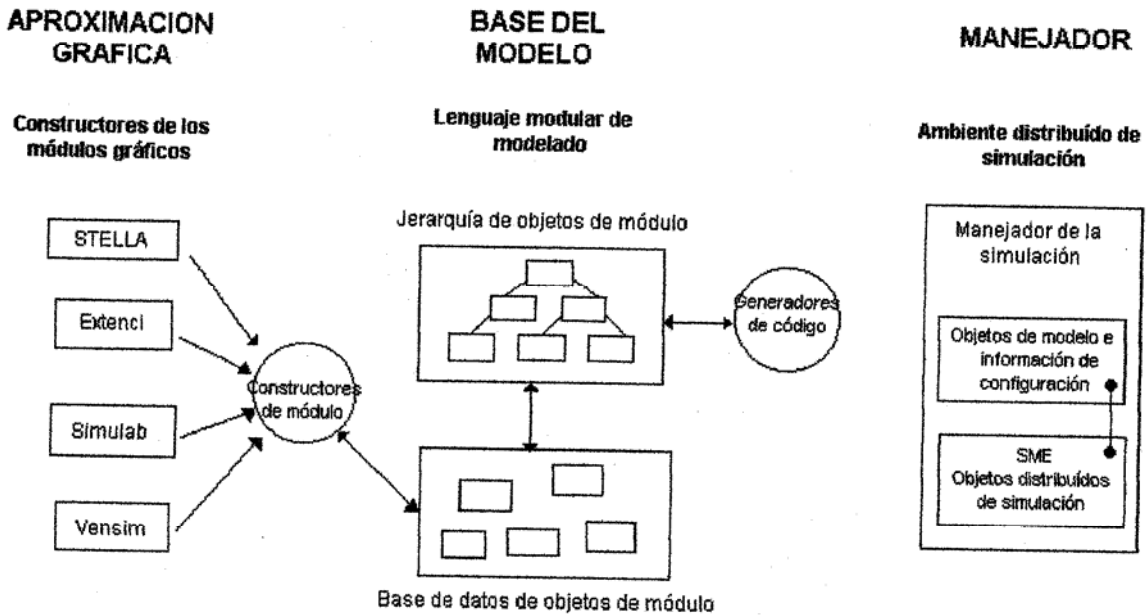 APROXIMACION
GRAFICA
BASE DEL
MODELO
MANEJADOR
Constructores de los
módulos gráficos
Lenguaje modular de
modelado
Ambiente distribuído de
simulación
STELLA
Extenci
Simulab
Vensim
Constructores
de módulo
Jerarquía de objetos de módulo
Generadores
de código
Base de datos de objetos de módulo
Manejador de la
simulación
Objetos de modelo e
información de
configuración
SME
Objetos distribuídos
de simulación